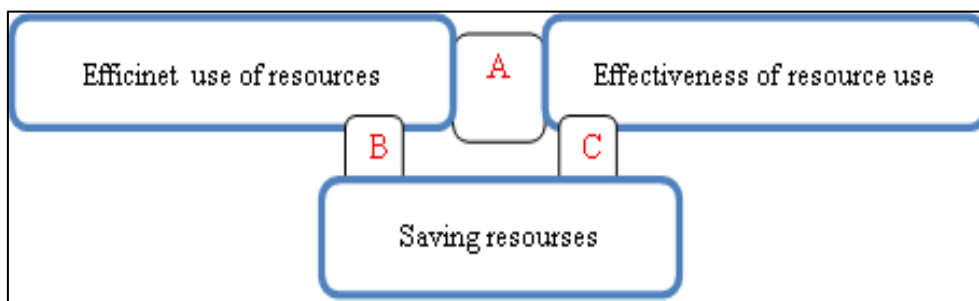 Efficinet use of resources
A
Effectiveness of resource use
B
C
Saving resourses